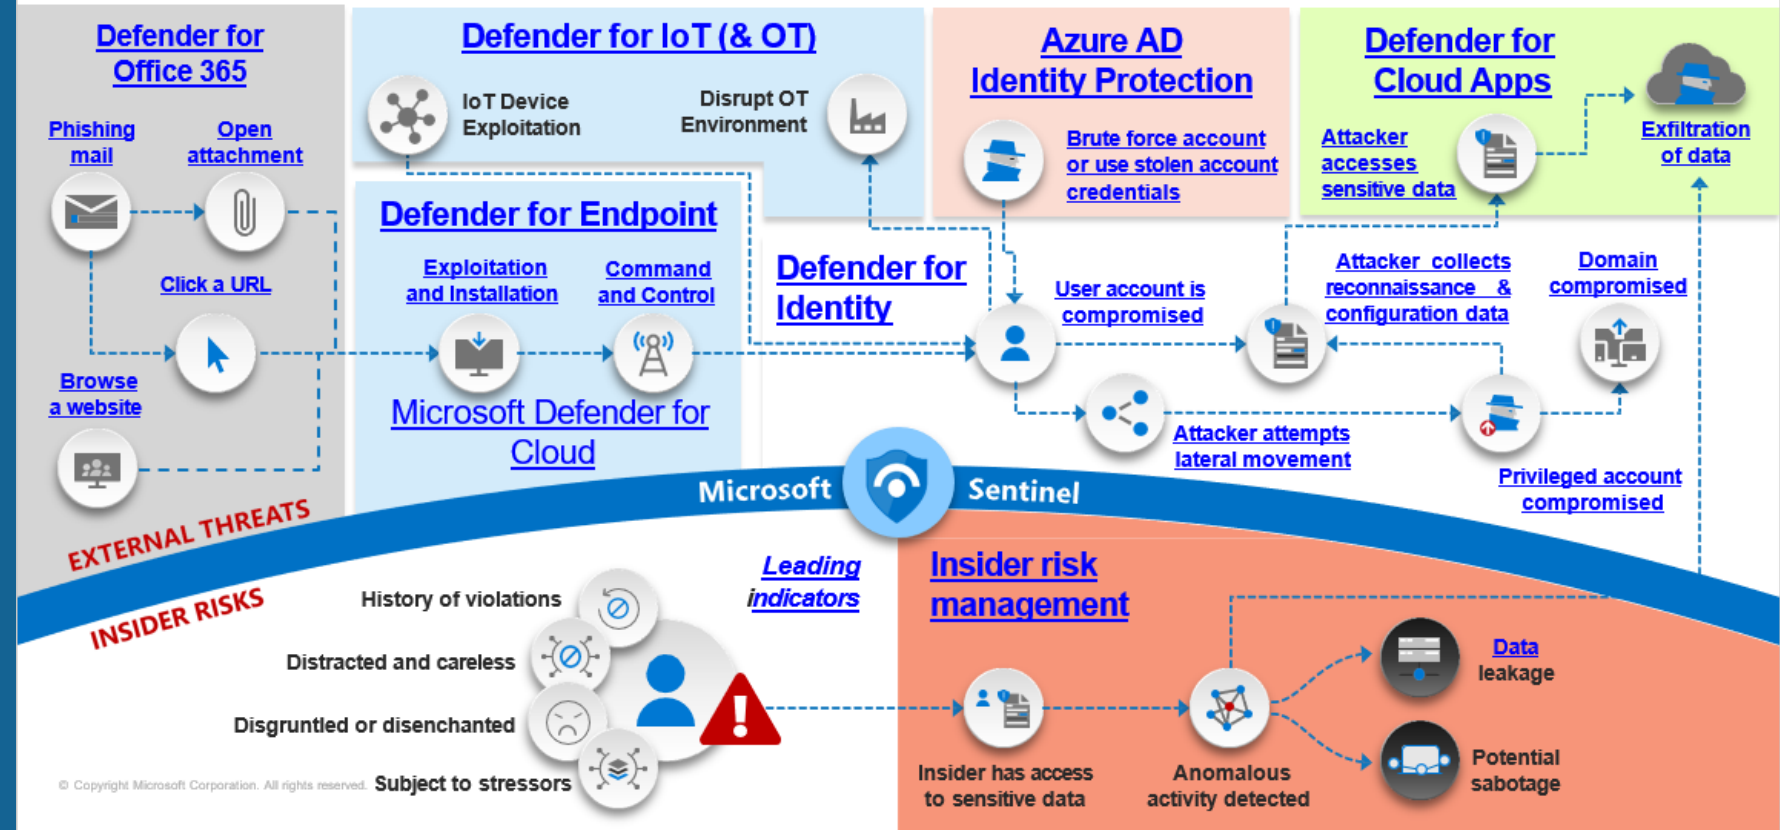 Defender for
Office 365
Phishing
mail
Open
attachment
Click a URL
Browse
a website
EXTERNAL THREATS
Defender for IoT (& OT)
IoT Device
Exploitation
Disrupt OT
Environment
Defender for Endpoint
Exploitation
and Installation
Command
and Control
Microsoft Defender for
Cloud
Azure AD
Identity Protection
Brute force account
or use stolen account
credentials
Defender for
Cloud Apps
Attacker
accesses
sensitive data
Exfiltration
of data
Defender for
Identity
User account is
compromised
Attacker collects
reconnaissance &
configuration data
Domain
compromised
Attacker attempts
lateral movement
Privileged account
compromised
Microsoft Sentinel
INSIDER RISKS
Leading
indicators
History of violations
Distracted and careless
Disgruntled or disenchanted
Subject to stressors
Insider risk
management
Insider has access
to sensitive data
Anomalous
activity detected
Data
leakage
Potential
sabotage
© Copyright Microsoft Corporation. All rights reserved.